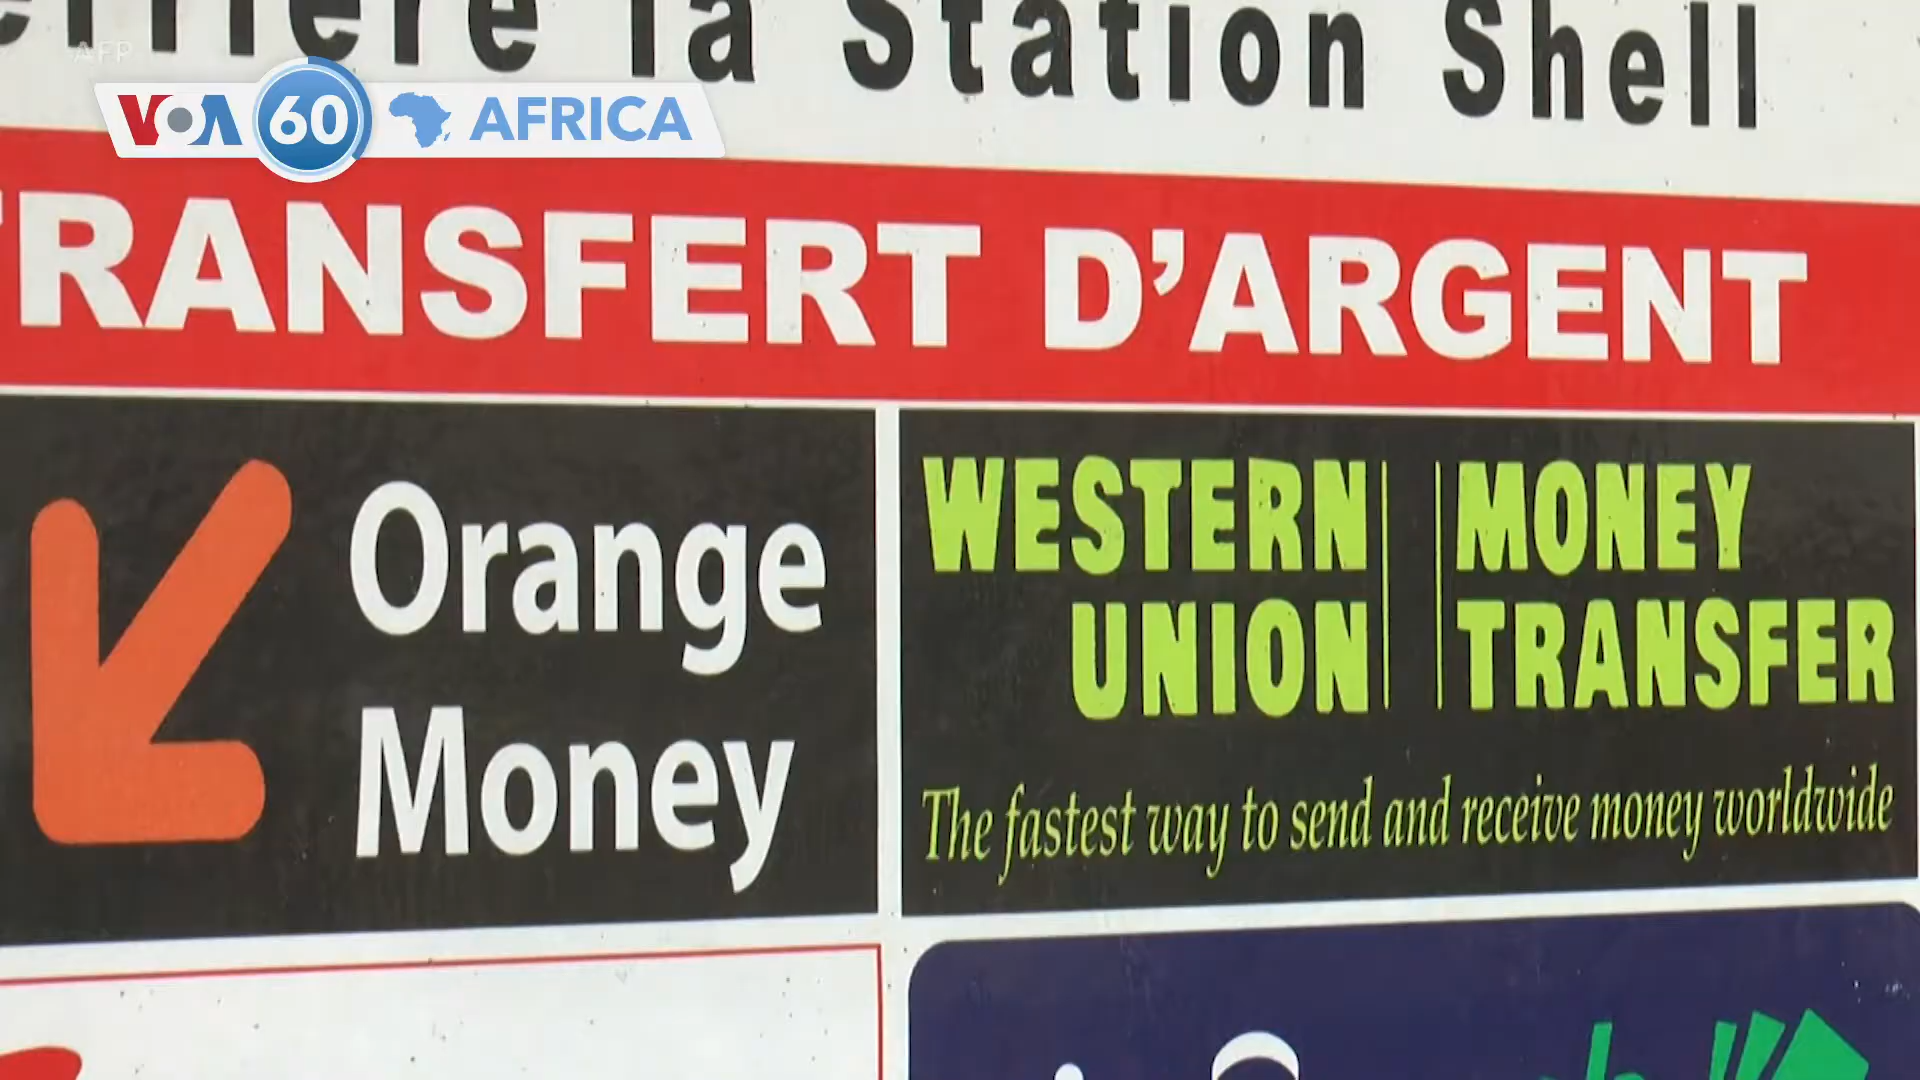 errière la Station Shell
AFP
VOA 60 AFRICA
TRANSFERT D'ARGENT
Orange
Money
WESTERN
UNION
MONEY
TRANSFER
The fastest way to send and receive money worldwide